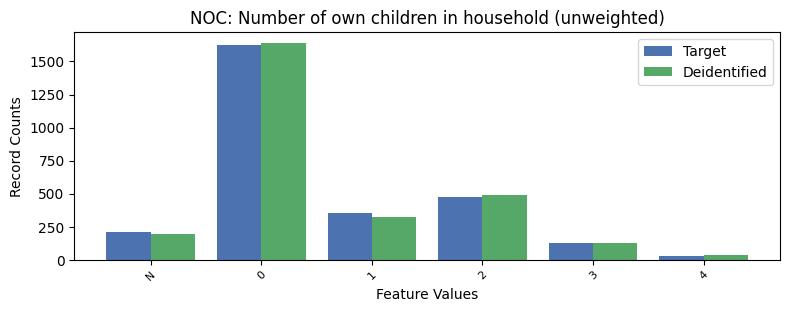 NOC: Number of own children in household (unweighted)
Target
Deidentified
Record Counts
1500
1250
1000
750
500
250
0
N 0 1 2 3 4
Feature Values